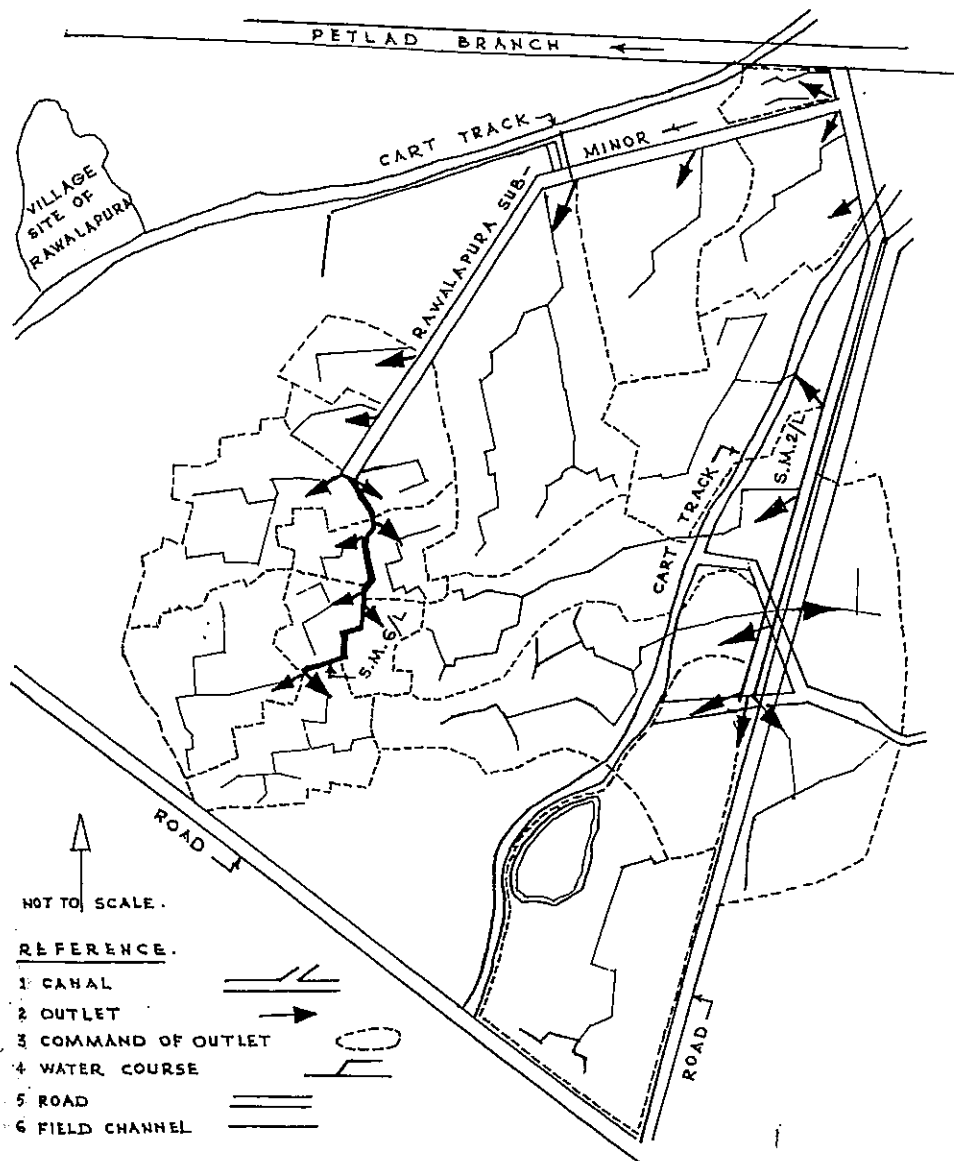 PETLAD BRANCH
CART TRACK
MINOR
VILLAGE
SITE OF
RAWALAPURA
RAWALAPURA SUB-
S.M.2/L
CART TRACK
S.M.6/L
ROAD
ROAD
NOT TO SCALE.
REFERENCE.
1 CANAL
2 OUTLET
3 COMMAND OF OUTLET
4 WATER COURSE
5 ROAD
6 FIELD CHANNEL